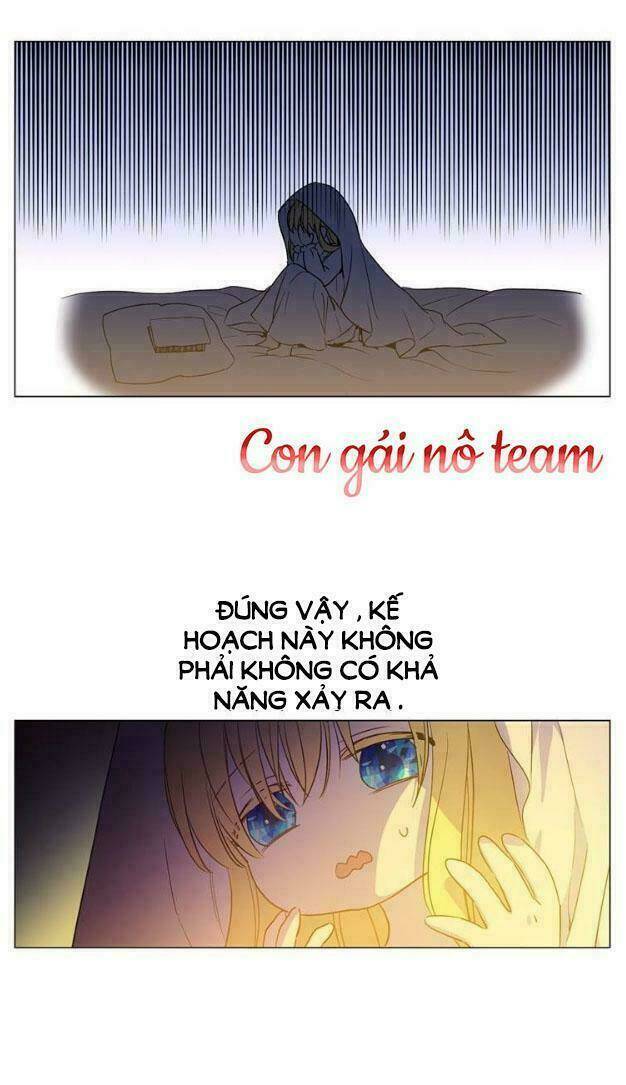 Con gái nô team
ĐÚNG VẬY , KẾ
HOẠCH NÀY KHÔNG
PHẢI KHÔNG CÓ KHẢ
NĂNG XẢY RA .